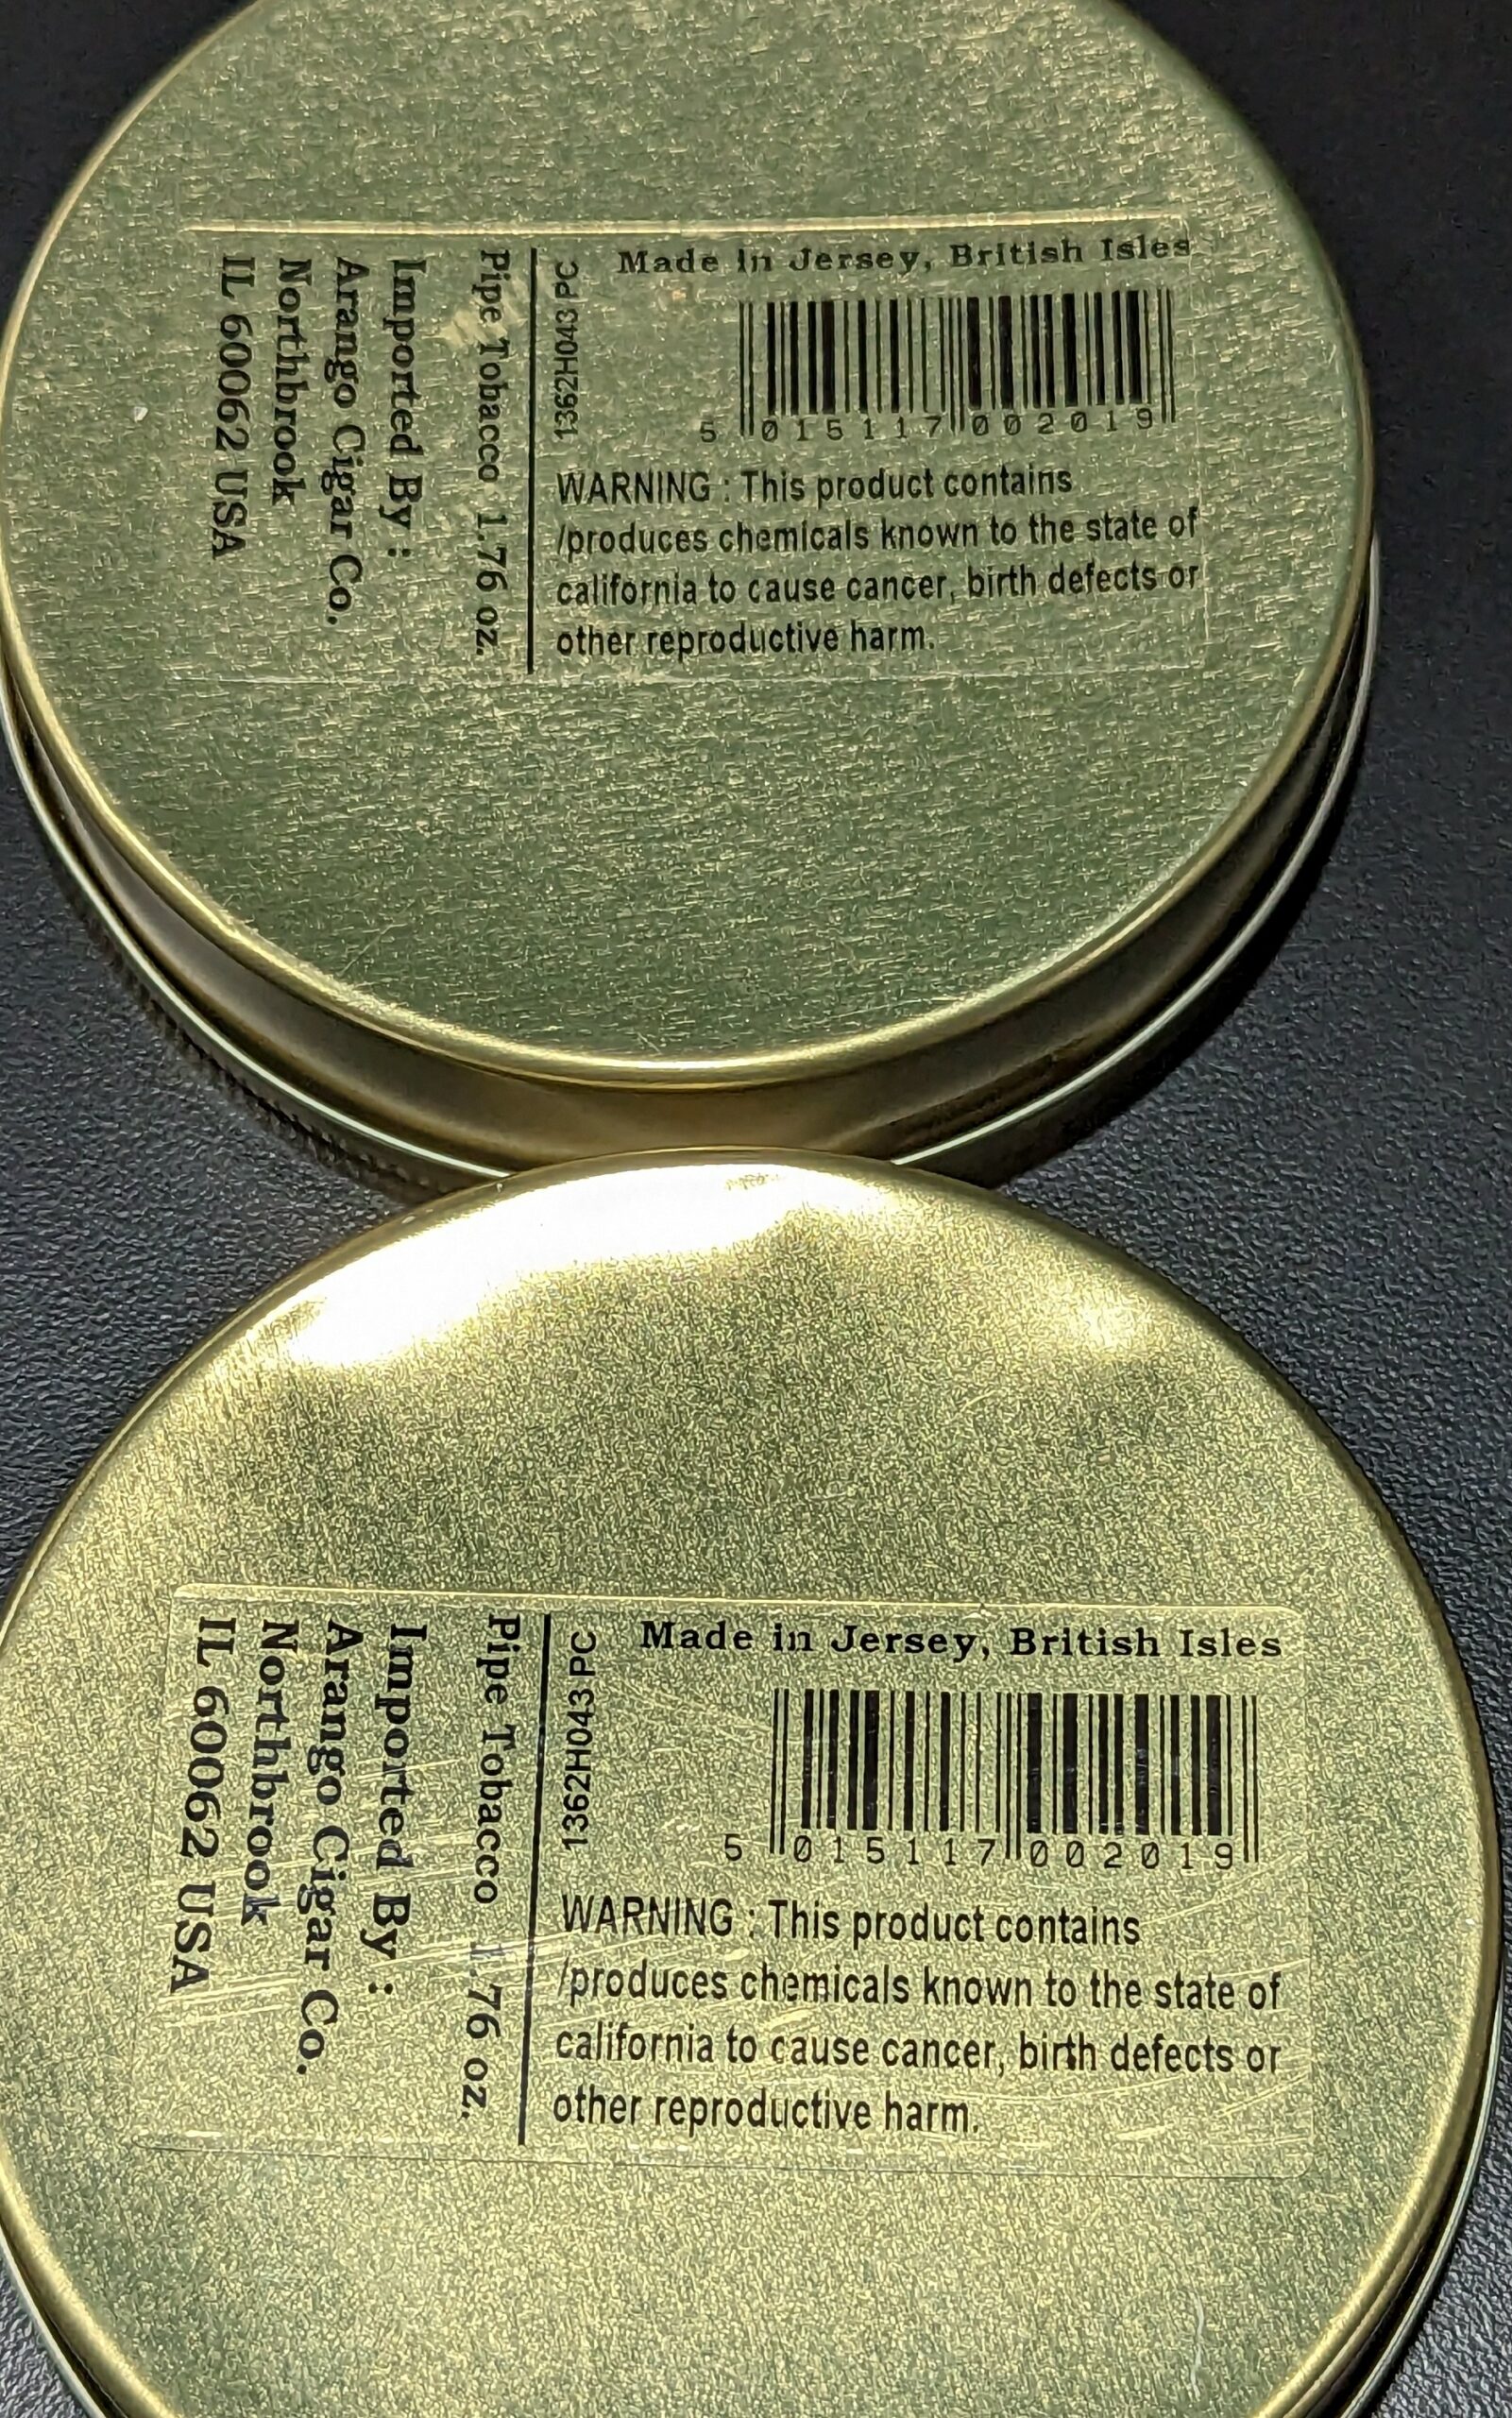 Made in Jersey, British Isles
5 015117 002019
WARNING : This product contains
/produces chemicals known to the state of
california to cause cancer, birth defects or
other reproductive harm.
1362H043 PC
Pipe Tobacco 1.76 oz.
Imported By :
Arango Cigar Co.
Northbrook
IL 60062 USA
Made in Jersey, British Isles
5 015117 002019
WARNING : This product contains
/produces chemicals known to the state of
california to cause cancer, birth defects or
other reproductive harm.
1362H043 PC
Pipe Tobacco 1.76 oz.
Imported By :
Arango Cigar Co.
Northbrook
IL 60062 USA